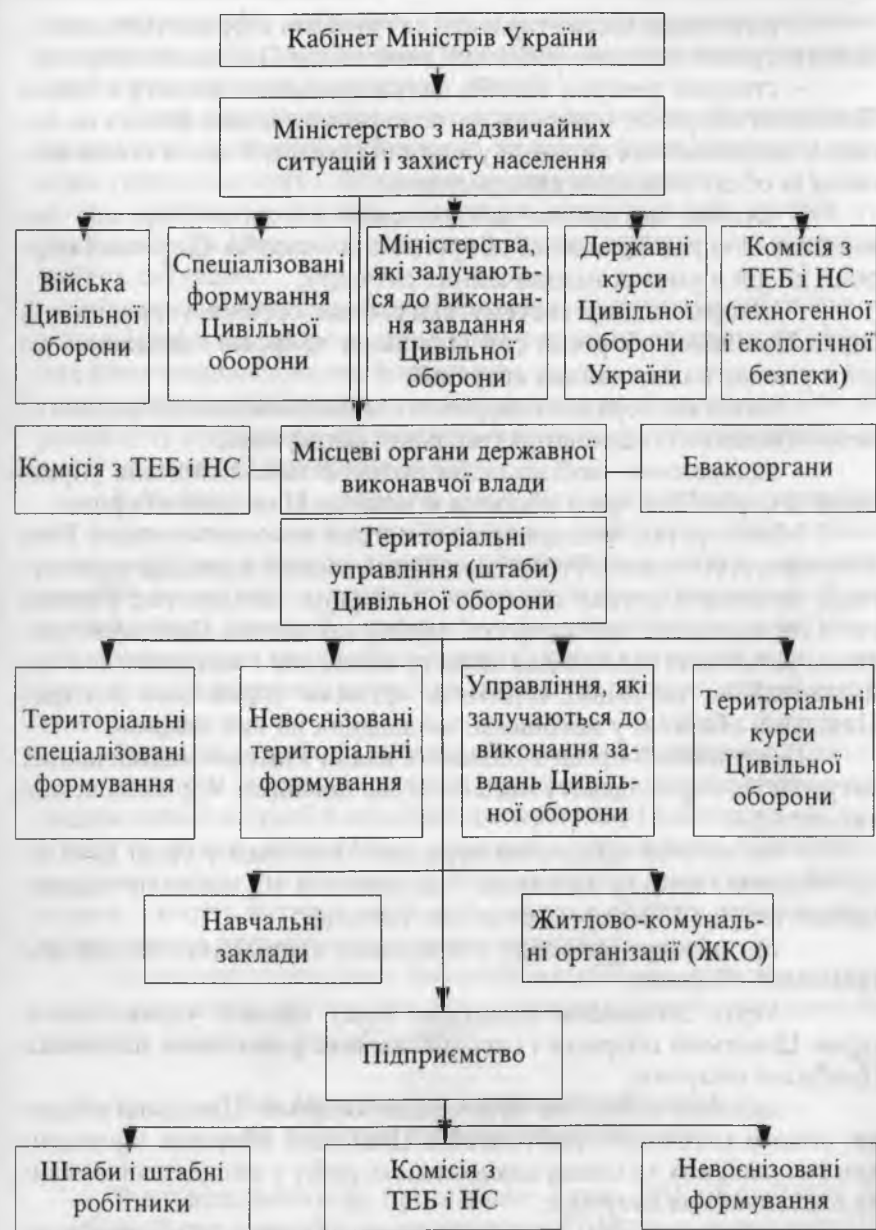 Кабінет Міністрів України
Міністерство з надзвичайних
ситуацій і захисту населення
Війська
Цивільної
оборони
Спеціалізовані
формування
Цивільної
оборони
Міністерства,
які залучають-
ся до виконан-
ня завдання
Цивільної
оборони
Державні
курси
Цивільної
оборони
України
Комісія з
ТЕБ і НС
(техногенної
і екологічної
безпеки)
Комісія з ТЕБ і НС
Місцеві органи державної
виконавчої влади
Евакооргани
Територіальні
управління (штаби)
Цивільної оборони
Територіальні
спеціалізовані
формування
Невоєнізовані
територіальні
формування
Управління, які
залучаються до
виконання за-
вдань Цивіль-
ної оборони
Територіальні
курси
Цивільної
оборони
Навчальні
заклади
Житлово-комуналь-
ні організації (ЖКО)
Підприємство
Штаби і штабні
робітники
Комісія з
ТЕБ і НС
Невоєнізовані
формування